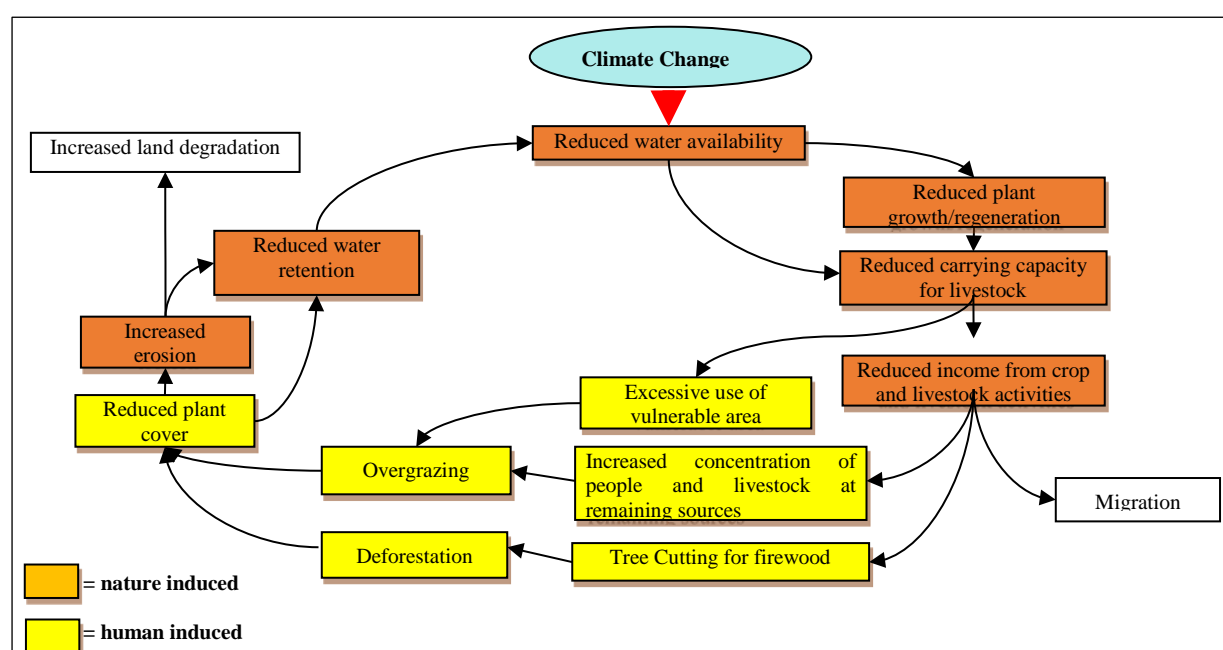 Climate Change
Reduced water availability
Increased land degradation
Reduced plant
growth/regeneration
Reduced water
retention
Reduced carrying capacity
for livestock
Increased
erosion
Reduced income from crop
and livestock activities
Excessive use of
vulnerable area
Reduced plant
cover
Overgrazing
Increased concentration of
people and livestock at
remaining sources
Migration
Deforestation
Tree Cutting for firewood
= nature induced
= human induced